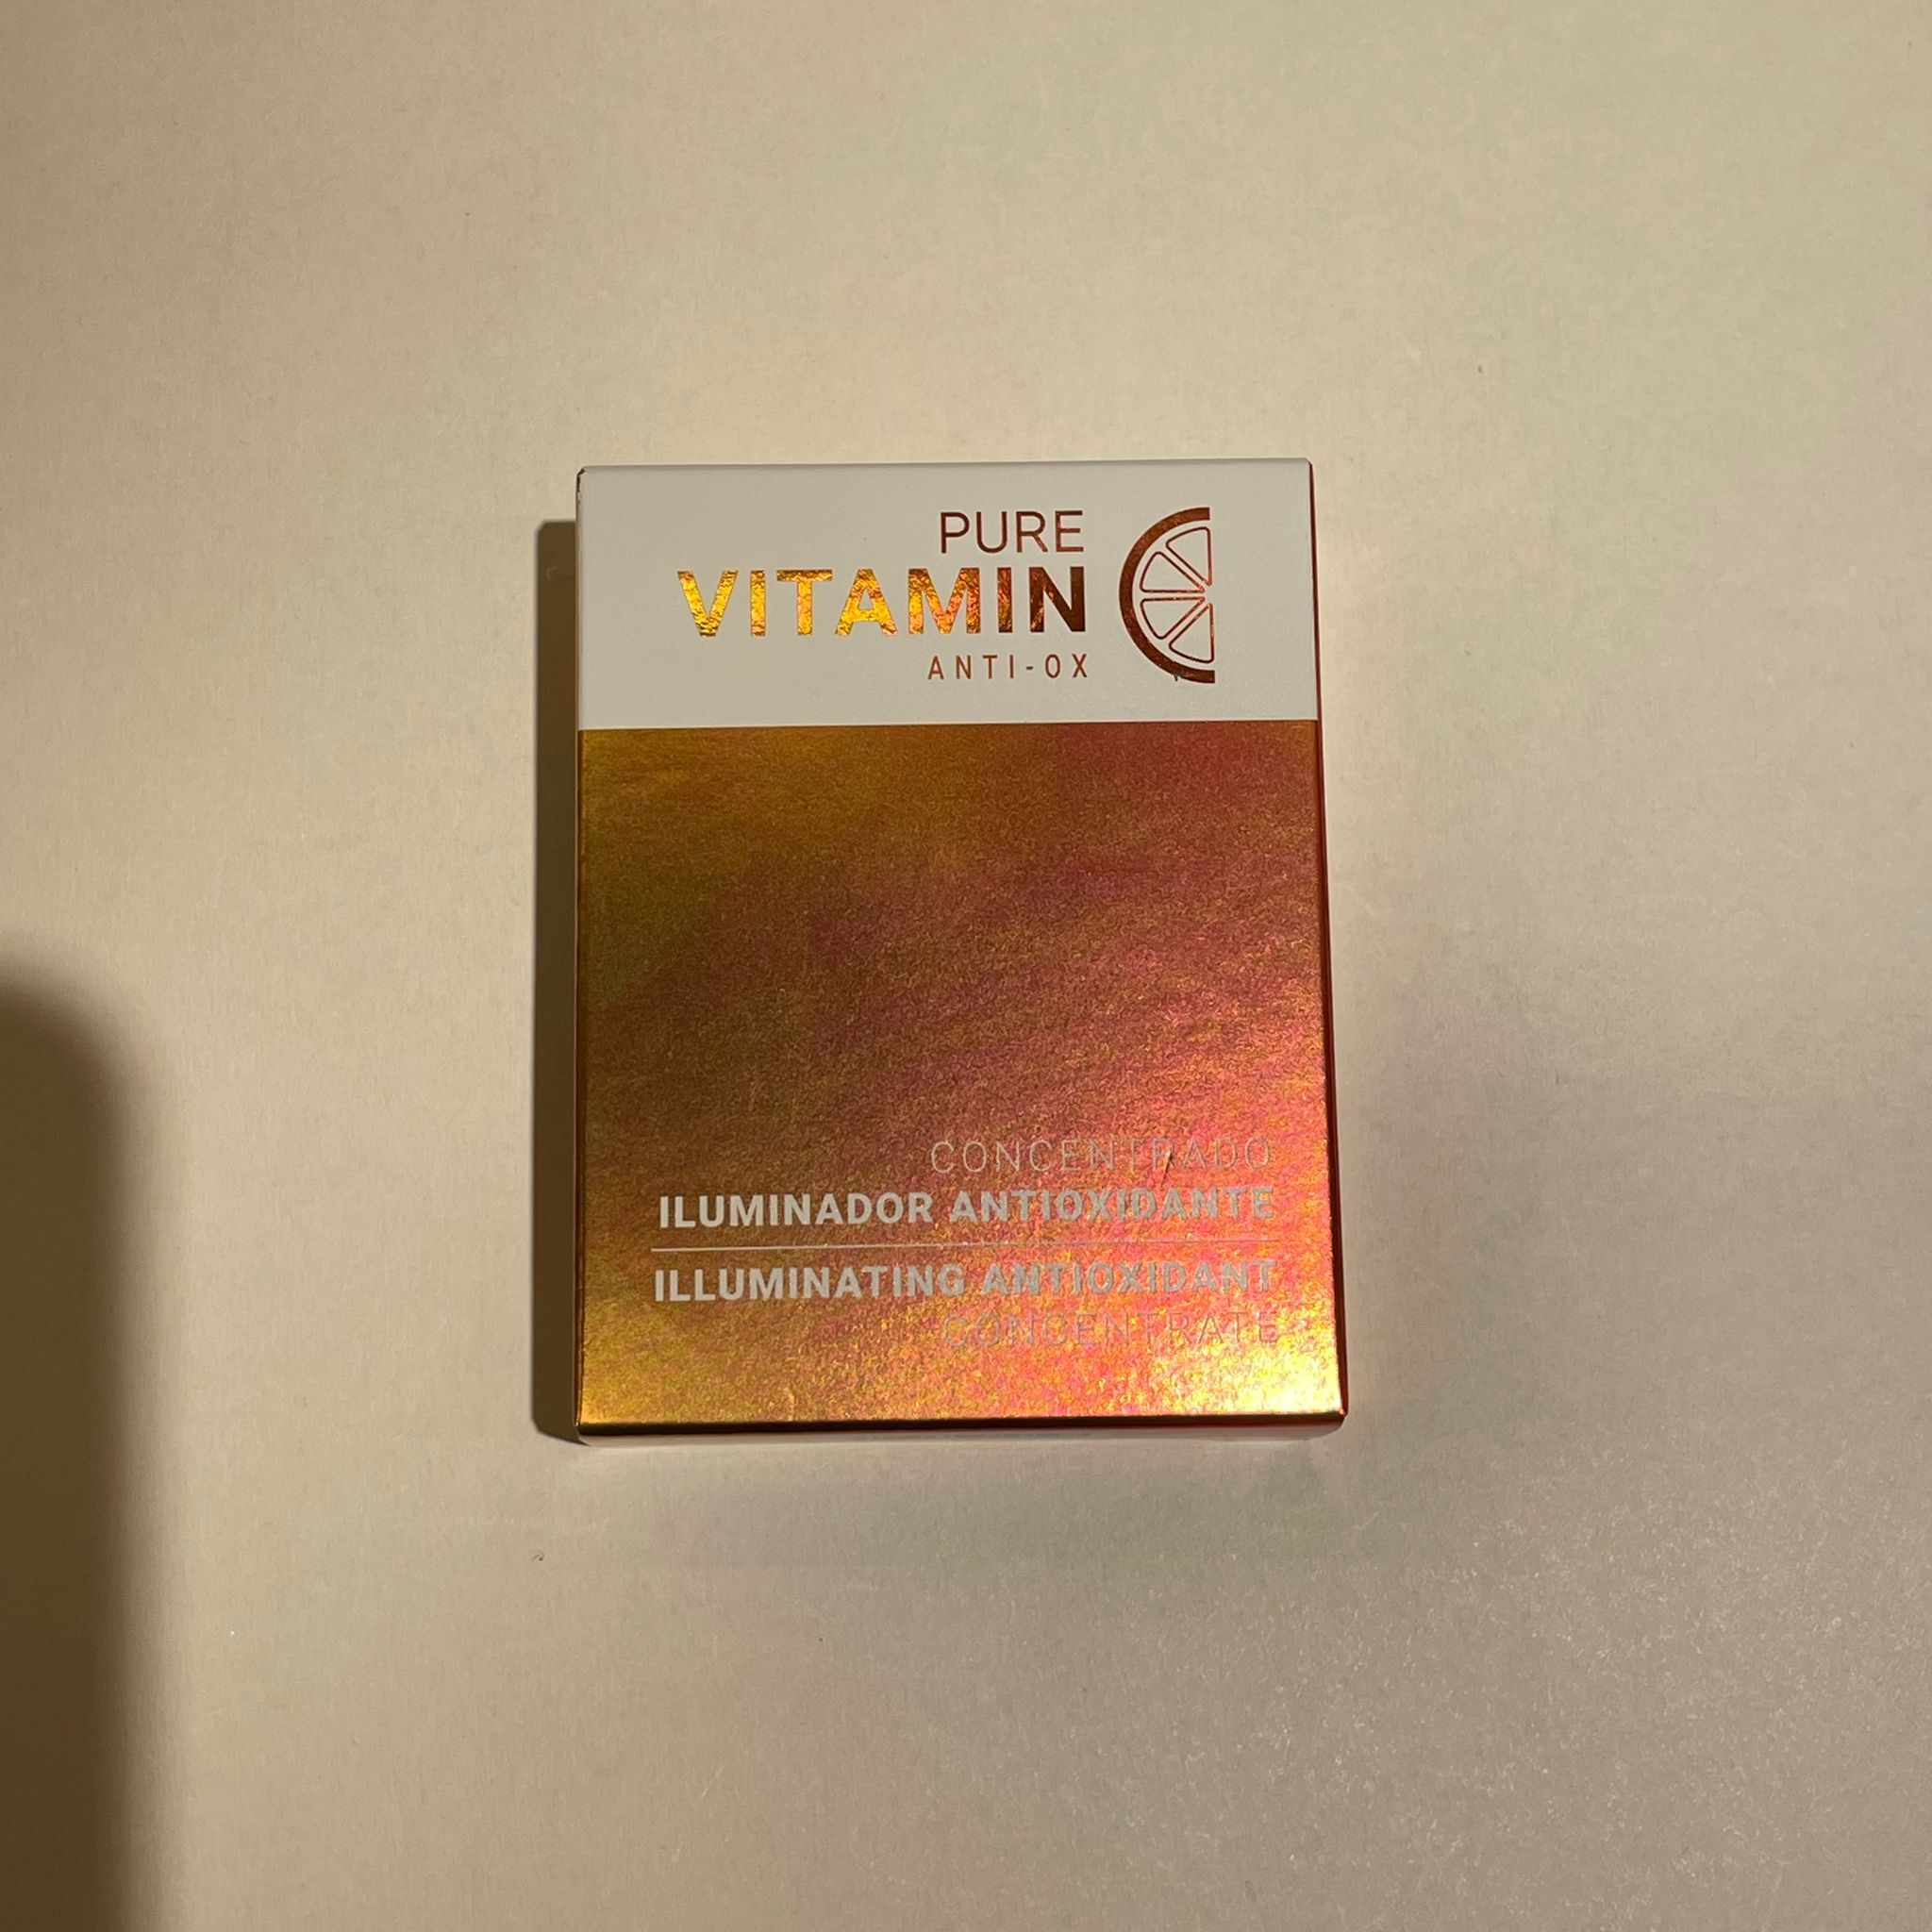 PURE
VITAMIN C
ANTI-OX
CONCENTRADO
ILUMINADOR ANTIOXIDANTE
ILLUMINATING ANTIOXIDANT
CONCENTRATE